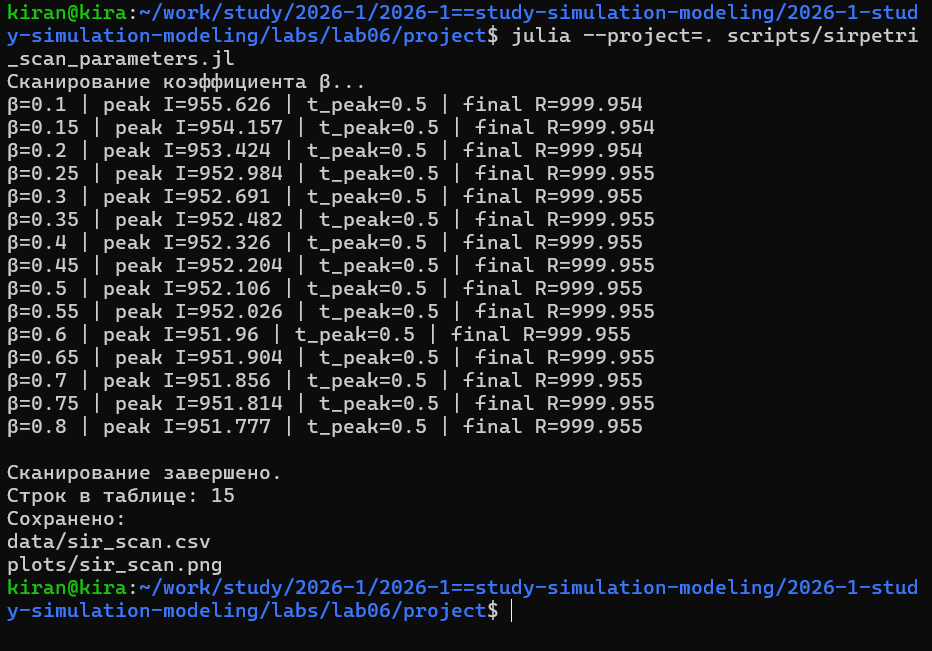 kiran@kira:~/work/study/2026-1/2026-1==study-simulation-modeling/2026-1-stud
y-simulation-modeling/labs/lab06/project$ julia --project=. scripts/sirpetri
_scan_parameters.jl
Сканирование коэффициента β...
β=0.1 | peak I=955.626 | t_peak=0.5 | final R=999.954
β=0.15 | peak I=954.157 | t_peak=0.5 | final R=999.954
β=0.2 | peak I=953.424 | t_peak=0.5 | final R=999.954
β=0.25 | peak I=952.984 | t_peak=0.5 | final R=999.955
β=0.3 | peak I=952.691 | t_peak=0.5 | final R=999.955
β=0.35 | peak I=952.482 | t_peak=0.5 | final R=999.955
β=0.4 | peak I=952.326 | t_peak=0.5 | final R=999.955
β=0.45 | peak I=952.204 | t_peak=0.5 | final R=999.955
β=0.5 | peak I=952.106 | t_peak=0.5 | final R=999.955
β=0.55 | peak I=952.026 | t_peak=0.5 | final R=999.955
β=0.6 | peak I=951.96 | t_peak=0.5 | final R=999.955
β=0.65 | peak I=951.904 | t_peak=0.5 | final R=999.955
β=0.7 | peak I=951.856 | t_peak=0.5 | final R=999.955
β=0.75 | peak I=951.814 | t_peak=0.5 | final R=999.955
β=0.8 | peak I=951.777 | t_peak=0.5 | final R=999.955
Сканирование завершено.
Строк в таблице: 15
Сохранено:
data/sir_scan.csv
plots/sir_scan.png
kiran@kira:~/work/study/2026-1/2026-1==study-simulation-modeling/2026-1-stud
y-simulation-modeling/labs/lab06/project$